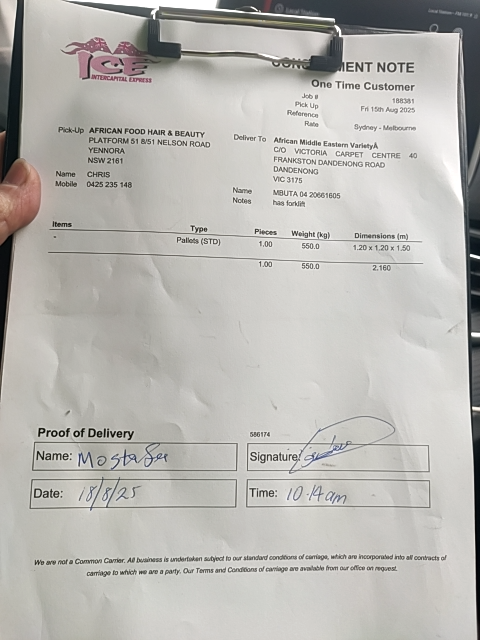 ICE
INTERCAPITAL EXPRESS
MENT NOTE
One Time Customer
Job # 188381
Pick Up Fri 15th Aug 2025
Reference
Rate Sydney - Melbourne
Pick-Up AFRICAN FOOD HAIR & BEAUTY
PLATFORM 51 8/51 NELSON ROAD
YENNORA
NSW 2161
Name CHRIS
Mobile 0425 235 148
Deliver To African Middle Eastern VarietyÂ
C/O VICTORIA CARPET CENTRE 40
FRANKSTON DANDENONG ROAD
DANDENONG
VIC 3175
Name MBUTA 04 20661605
Notes has forklift
Items Type Pieces Weight (kg) Dimensions (m)
- Pallets (STD) 1.00 550.0 1.20 x 1.20 x 1.50
1.00 550.0 2.160
Proof of Delivery 586174
Name: Mostafa Signature:
Date: 18/8/25 Time: 10.14am
We are not a Common Carrier. All business is undertaken subject to our standard conditions of carriage, which are incorporated into all contracts of
carriage to which we are a party. Our Terms and Conditions of carriage are available from our office on request.